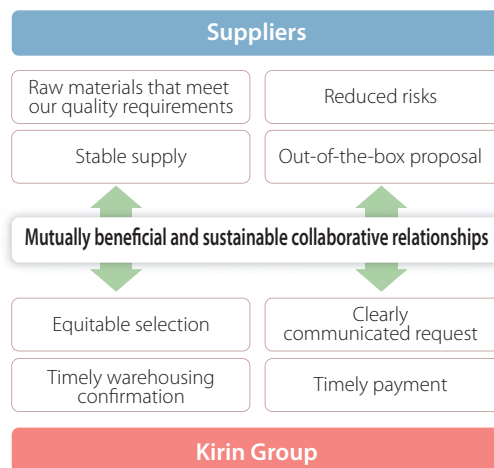 Suppliers
Raw materials that meet
our quality requirements
Reduced risks
Stable supply
Out-of-the-box proposal
Mutually beneficial and sustainable collaborative relationships
Equitable selection
Clearly
communicated request
Timely warehousing
confirmation
Timely payment
Kirin Group